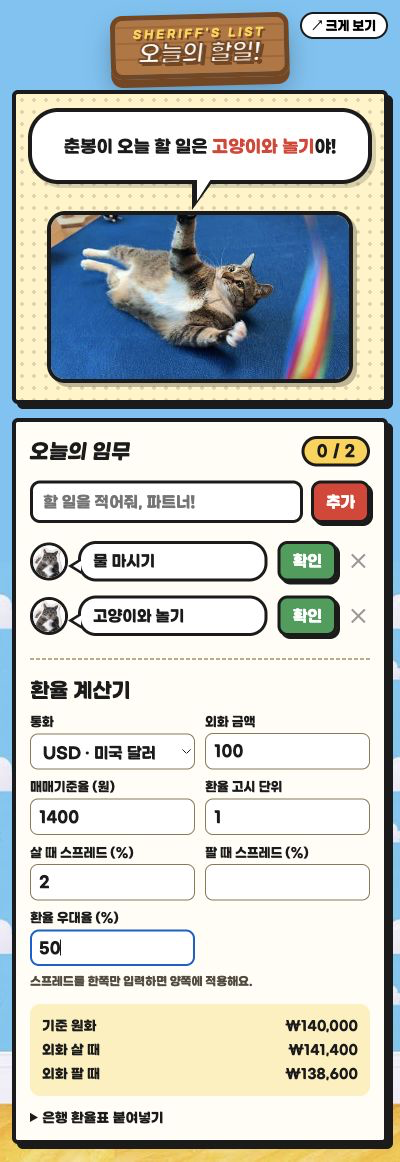 SHERIFF'S LIST
오늘의 할일!
↗ 크게 보기
춘봉이 오늘 할 일은 고양이와 놀기야!
오늘의 임무
0 / 2
할 일을 적어줘, 파트너!
추가
물 마시기
확인
고양이와 놀기
확인
환율 계산기
통화
외화 금액
USD · 미국 달러
100
매매기준율 (원)
환율 고시 단위
1400
1
살 때 스프레드 (%)
팔 때 스프레드 (%)
2
환율 우대율 (%)
50
스프레드를 한쪽만 입력하면 양쪽에 적용해요.
기준 원화
₩140,000
외화 살 때
₩141,400
외화 팔 때
₩138,600
▶ 은행 환율표 붙여넣기